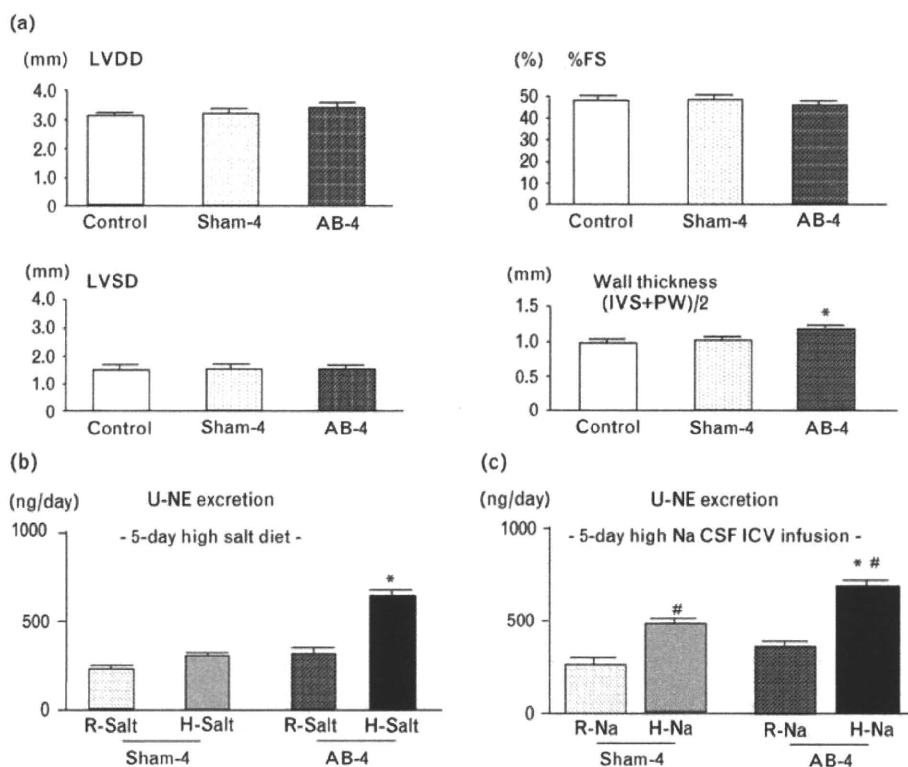 (a)
(mm) LVDD
4.0
3.0
2.0
1.0
0
Control Sham-4 AB-4
(%) %FS
50
40
30
20
10
0
Control Sham-4 AB-4
(mm) LVSD
4.0
3.0
2.0
1.0
0
Control Sham-4 AB-4
(mm) Wall thickness
(IVS+PW)/2
1.5
*
1.0
1.0
0
Control Sham-4 AB-4
(b)
(ng/day) U-NE excretion
1000
- 5-day high salt diet -
*
500
0
R-Salt H-Salt R-Salt H-Salt
Sham-4 AB-4
(c)
(ng/day) U-NE excretion
1000
- 5-day high Na CSF ICV infusion -
* #
#
500
0
R-Na H-Na R-Na H-Na
Sham-4 AB-4